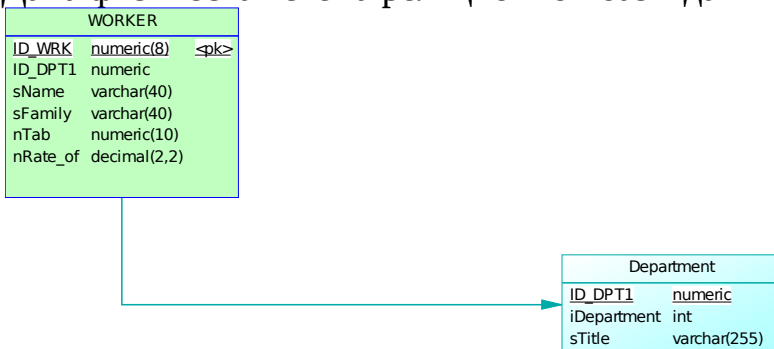 WORKER
ID_WRK numeric(8) <pk>
ID_DPT1 numeric
sName varchar(40)
sFamily varchar(40)
nTab numeric(10)
nRate_of decimal(2,2)
Department
ID_DPT1 numeric
iDepartment int
sTitle varchar(255)